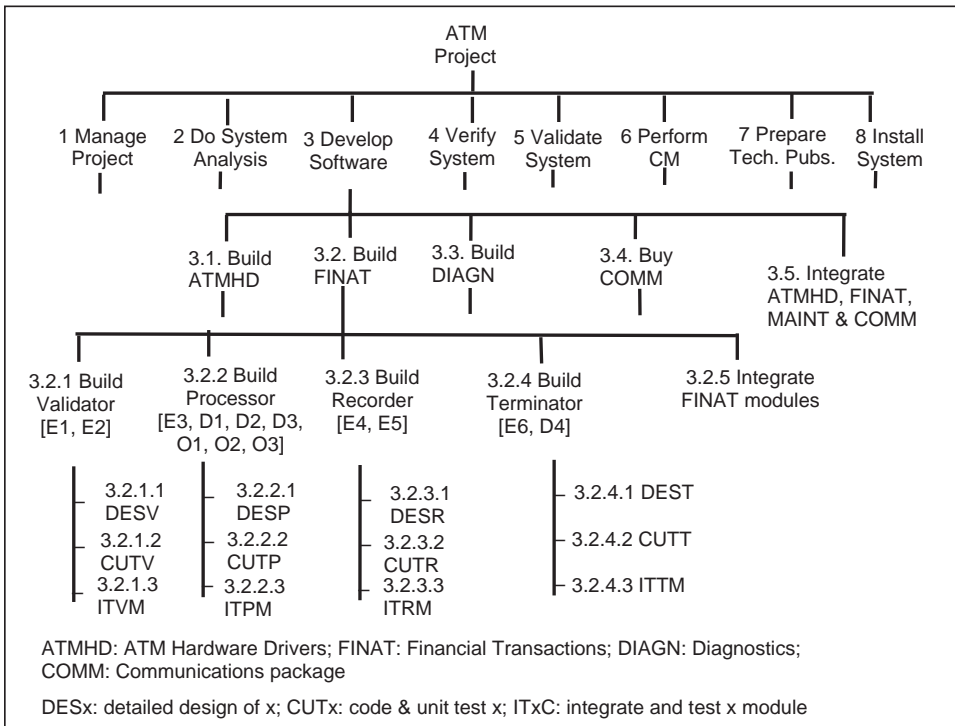 ATM
Project
1 Manage
Project
2 Do System
Analysis
3 Develop
Software
4 Verify
System
5 Validate
System
6 Perform
CM
7 Prepare
Tech. Pubs.
8 Install
System
3.1. Build
ATMHD
3.2. Build
FINAT
3.3. Build
DIAGN
3.4. Buy
COMM
3.5. Integrate
ATMHD, FINAT,
MAINT & COMM
3.2.1 Build
Validator
[E1, E2]
3.2.2 Build
Processor
[E3, D1, D2, D3,
O1, O2, O3]
3.2.3 Build
Recorder
[E4, E5]
3.2.4 Build
Terminator
[E6, D4]
3.2.5 Integrate
FINAT modules
3.2.1.1
DESV
3.2.1.2
CUTV
3.2.1.3
ITVM
3.2.2.1
DESP
3.2.2.2
CUTP
3.2.2.3
ITPM
3.2.3.1
DESR
3.2.3.2
CUTR
3.2.3.3
ITRM
3.2.4.1 DEST
3.2.4.2 CUTT
3.2.4.3 ITTM
ATMHD: ATM Hardware Drivers; FINAT: Financial Transactions; DIAGN: Diagnostics;
COMM: Communications package
DESx: detailed design of x; CUTx: code & unit test x; ITxC: integrate and test x module